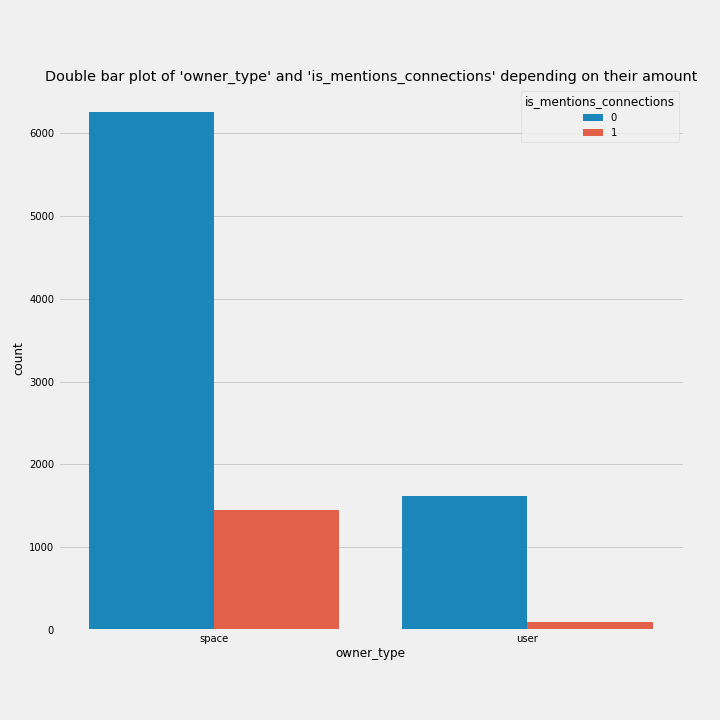 Double bar plot of 'owner_type' and 'is_mentions_connections' depending on their amount
is_mentions_connections
0
1
6000
5000
4000
3000
2000
1000
0
count
space
user
owner_type